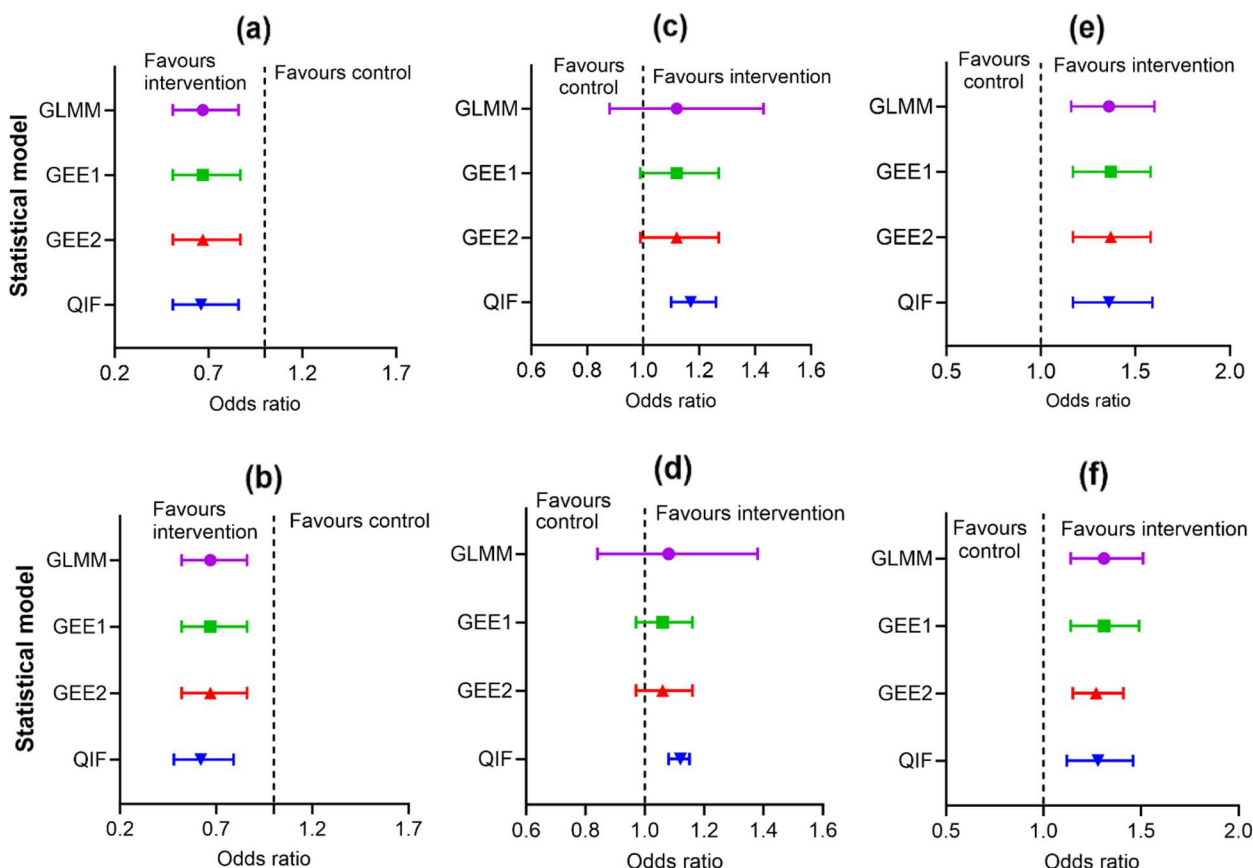 (a)
Favours
intervention
Favours control
Statistical model
GLMM
GEE1
GEE2
QIF
0.2 0.7 1.2 1.7
Odds ratio
(c)
Favours
control
Favours intervention
GLMM
GEE1
GEE2
QIF
0.6 0.8 1.0 1.2 1.4 1.6
Odds ratio
(e)
Favours
control
Favours intervention
GLMM
GEE1
GEE2
QIF
0.5 1.0 1.5 2.0
Odds ratio
(b)
Favours
intervention
Favours control
Statistical model
GLMM
GEE1
GEE2
QIF
0.2 0.7 1.2 1.7
Odds ratio
(d)
Favours
control
Favours intervention
GLMM
GEE1
GEE2
QIF
0.6 0.8 1.0 1.2 1.4 1.6
Odds ratio
(f)
Favours
control
Favours intervention
GLMM
GEE1
GEE2
QIF
0.5 1.0 1.5 2.0
Odds ratio